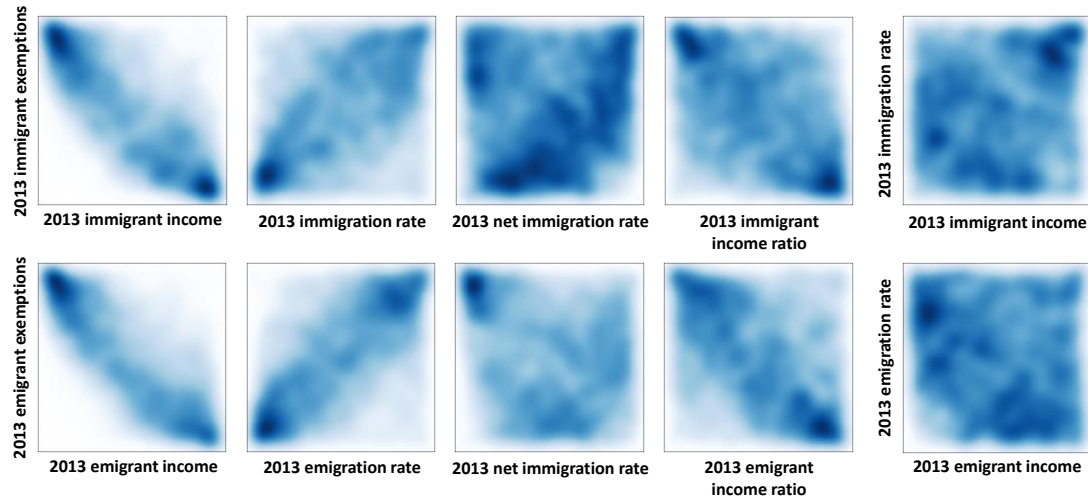 2013 immigrant exemptions
2013 immigrant income
2013 immigration rate
2013 net immigration rate
2013 immigrant
income ratio
2013 immigration rate
2013 immigrant income
2013 emigrant exemptions
2013 emigrant income
2013 emigration rate
2013 net immigration rate
2013 emigrant
income ratio
2013 emigration rate
2013 emigrant income